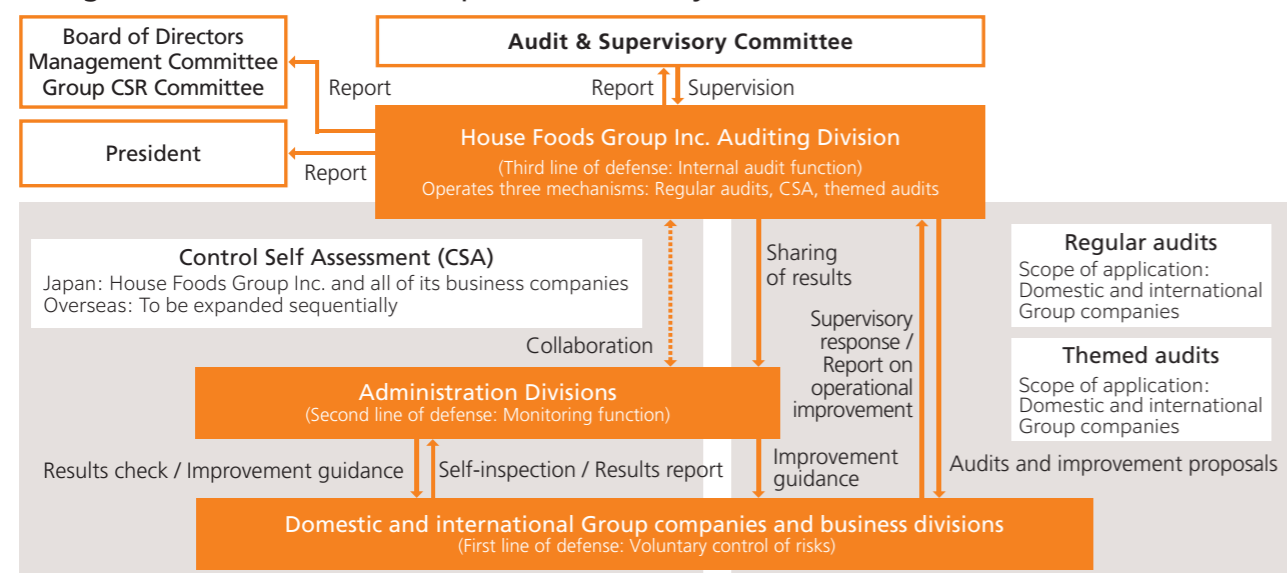 Board of Directors
Management Committee
Group CSR Committee
Audit & Supervisory Committee
Report
Report
Supervision
President
Report
House Foods Group Inc. Auditing Division
(Third line of defense: Internal audit function)
Operates three mechanisms: Regular audits, CSA, themed audits
Control Self Assessment (CSA)
Japan: House Foods Group Inc. and all of its business companies
Overseas: To be expanded sequentially
Collaboration
Sharing
of results
Supervisory
response /
Report on
operational
improvement
Regular audits
Scope of application:
Domestic and international
Group companies
Themed audits
Scope of application:
Domestic and international
Group companies
Administration Divisions
(Second line of defense: Monitoring function)
Results check / Improvement guidance
Self-inspection / Results report
Improvement
guidance
Audits and improvement proposals
Domestic and international Group companies and business divisions
(First line of defense: Voluntary control of risks)